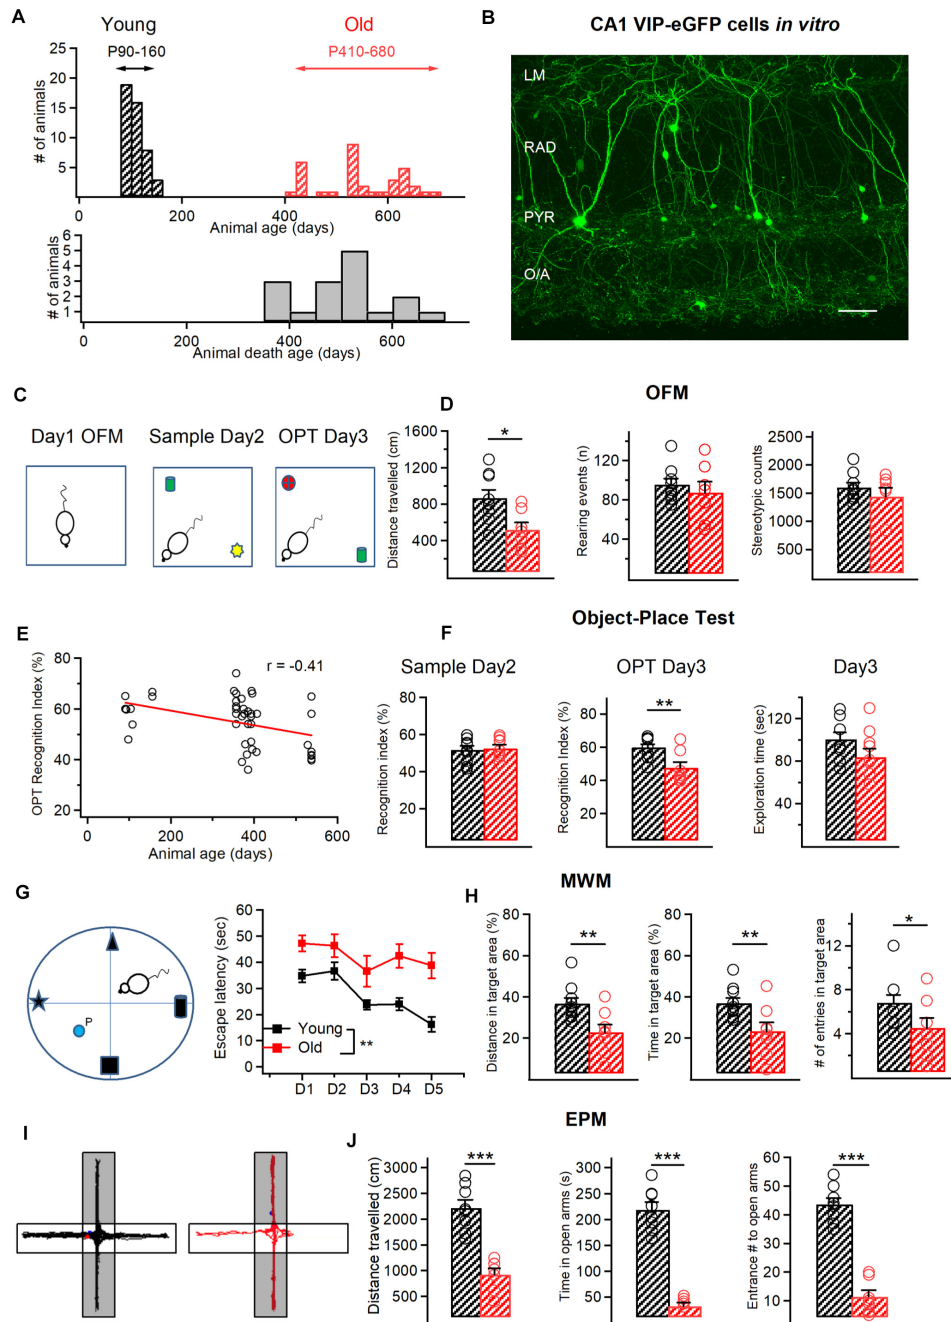 A
Young
Old
P90-160
P410-680
# of animals
25
20
15
10
5
0
200
400
600
Animal age (days)
# of animals
6
5
4
3
2
1
0
200
400
600
Animal death age (days)
B
CA1 VIP-eGFP cells in vitro
LM
RAD
PYR
O/A
C
Day1 OFM
Sample Day2
OPT Day3
D
OFM
Distance travelled (cm)
1600
1200
800
400
*
Rearing events (n)
120
80
40
Stereotypic counts
2500
2000
1500
1000
500
E
OPT Recognition Index (%)
80
60
40
20
r = -0.41
0
200
400
600
Animal age (days)
Object-Place Test
F
Sample Day2
Recognition index (%)
80
60
40
20
OPT Day3
Recognition Index (%)
80
60
40
20
**
Day3
Exploration time (sec)
120
80
40
G
P
Escape latency (sec)
60
50
40
30
20
10
0
Young
Old
**
D1 D2 D3 D4 D5
MWM
H
Distance in target area (%)
80
60
40
20
**
Time in target area (%)
80
60
40
20
**
# of entries in target area
12
8
4
*
I
EPM
J
Distance travelled (cm)
3000
2500
2000
1500
1000
500
***
Time in open arms (s)
300
250
200
150
100
50
***
Entrance # to open arms
60
50
40
30
20
10
***